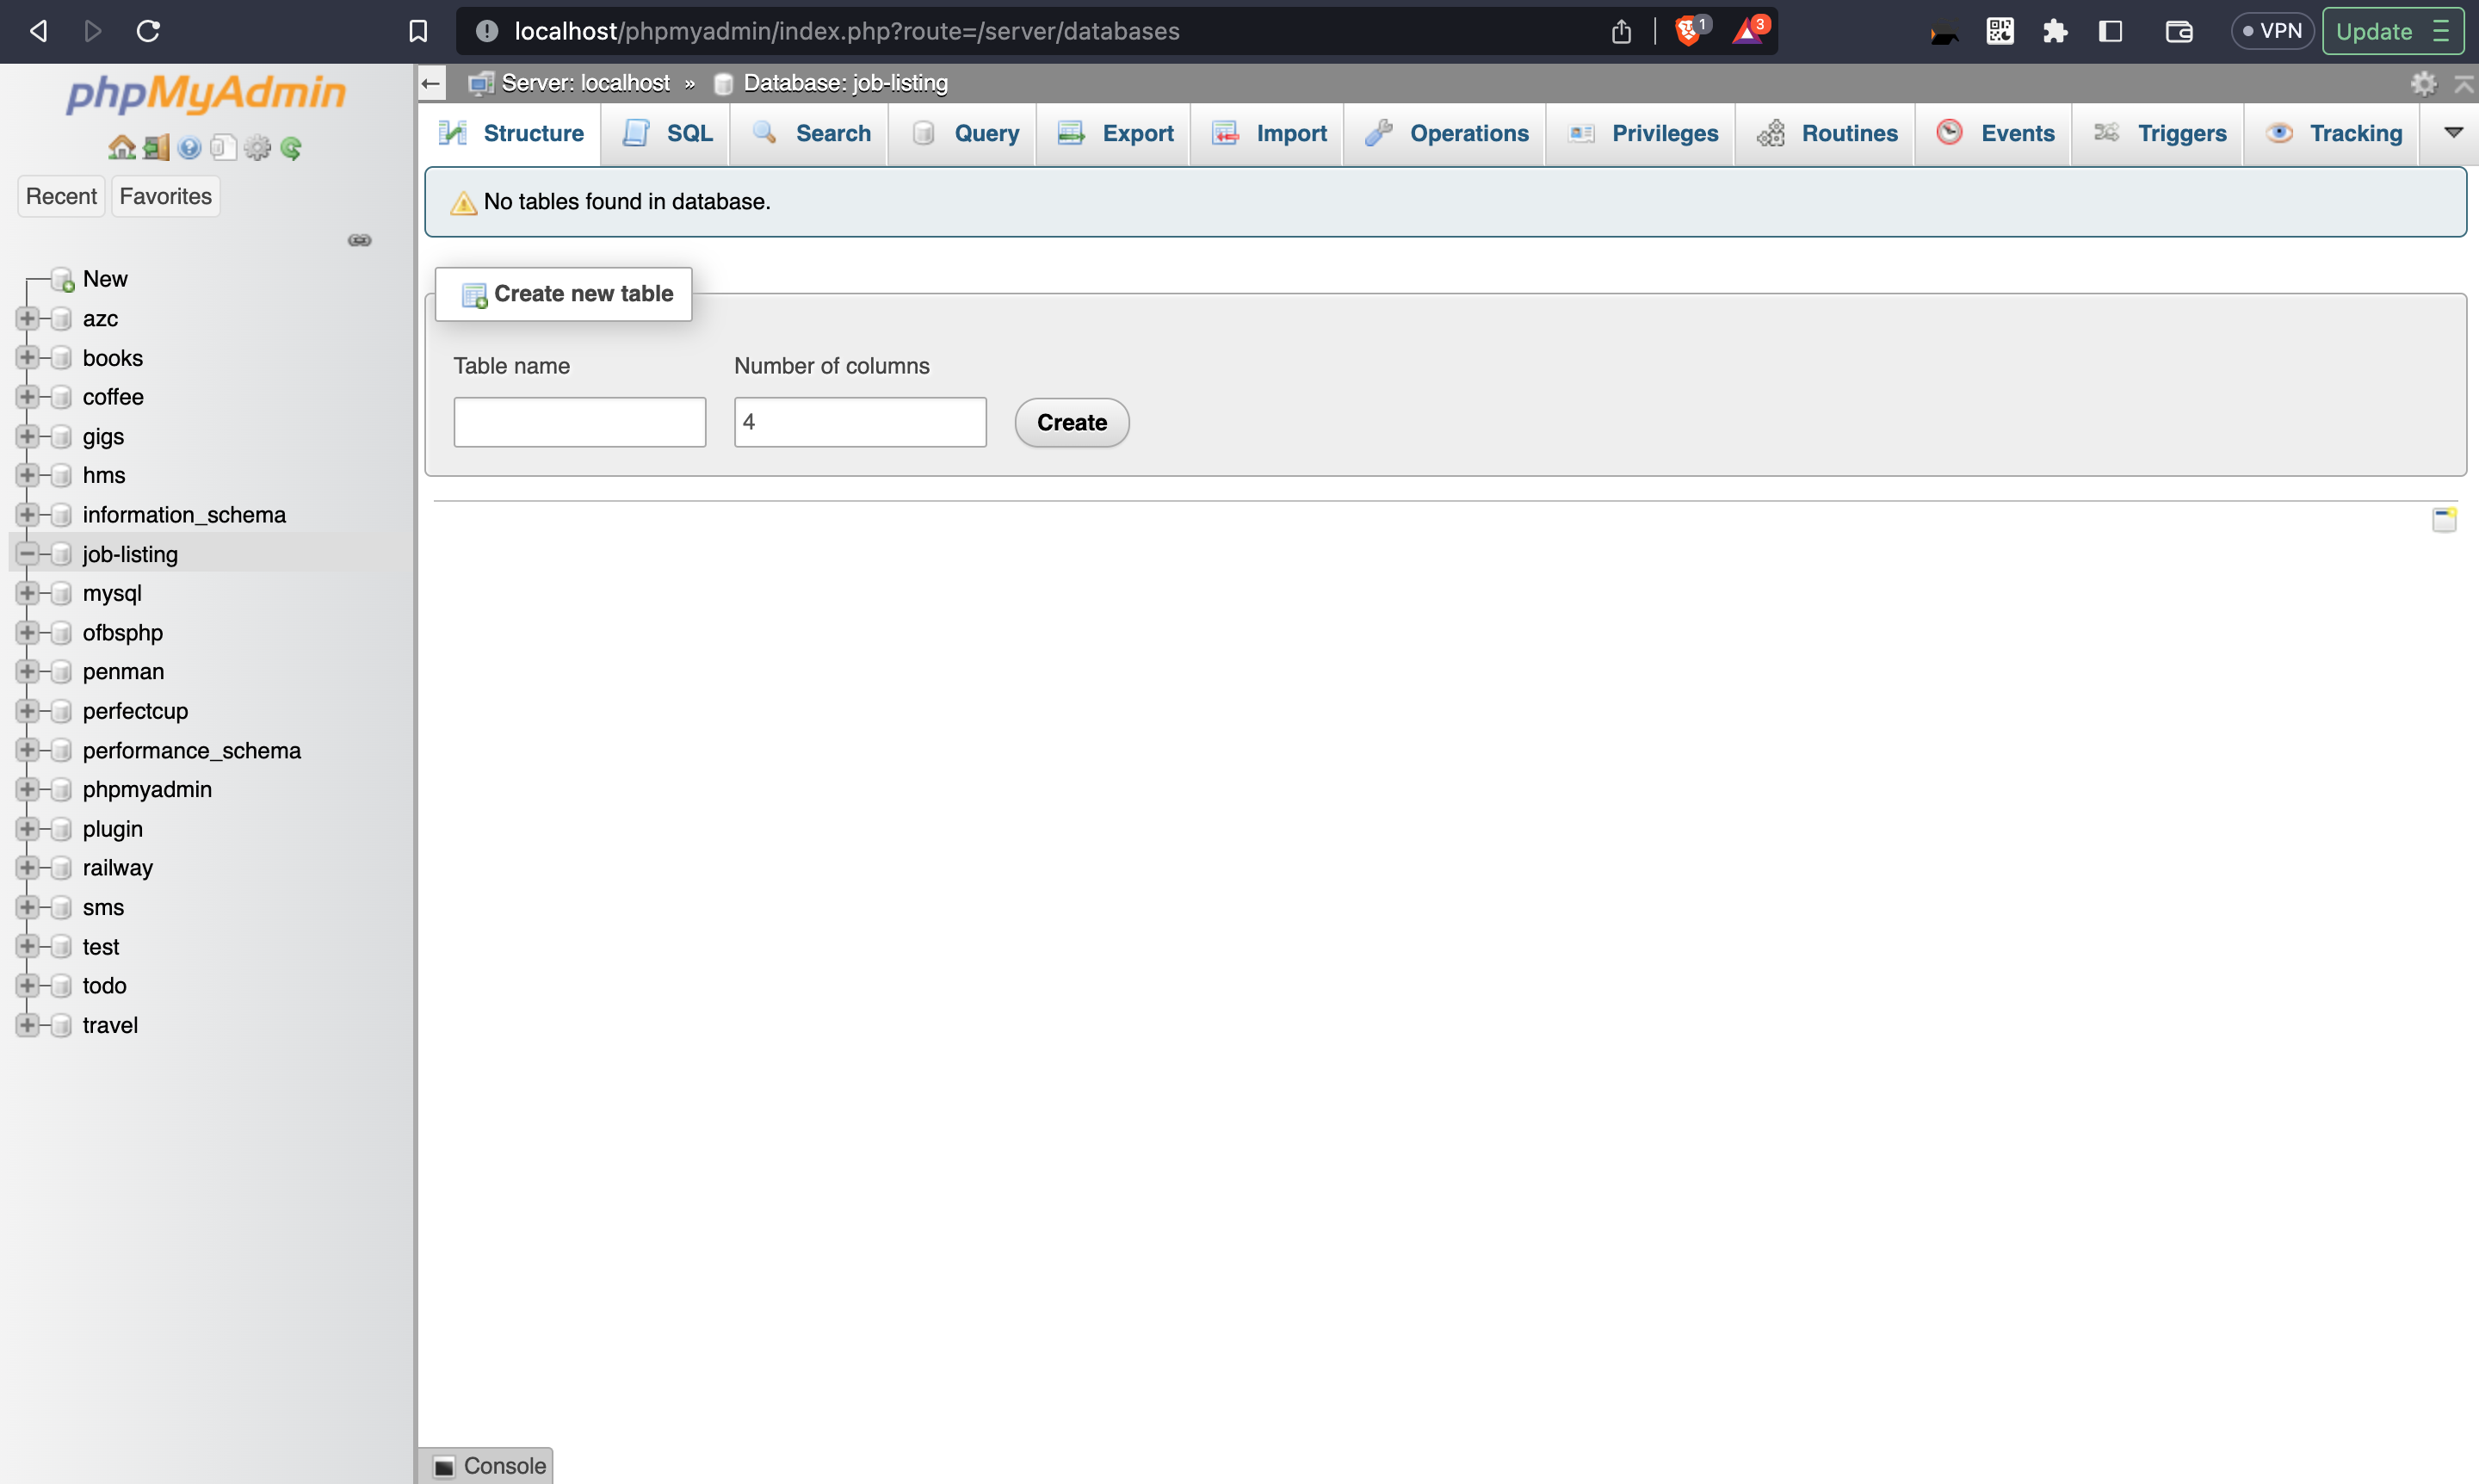 localhost/phpmyadmin/index.php?route=/server/databases
1
3
VPN
Update
phpMyAdmin
Recent
Favorites
New
azc
books
coffee
gigs
hms
information_schema
job-listing
mysql
ofbsphp
penman
perfectcup
performance_schema
phpmyadmin
plugin
railway
sms
test
todo
travel
Server: localhost » Database: job-listing
Structure SQL Search Query Export Import Operations Privileges Routines Events Triggers Tracking
No tables found in database.
Create new table
Table name Number of columns
4 Create
Console